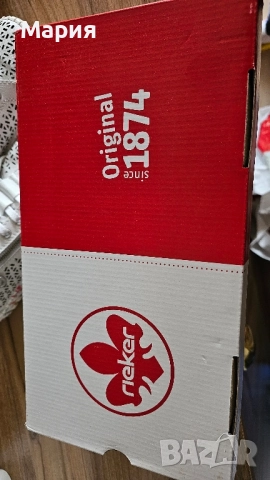 Мария
Original
since 1874
rieker
BAZAR